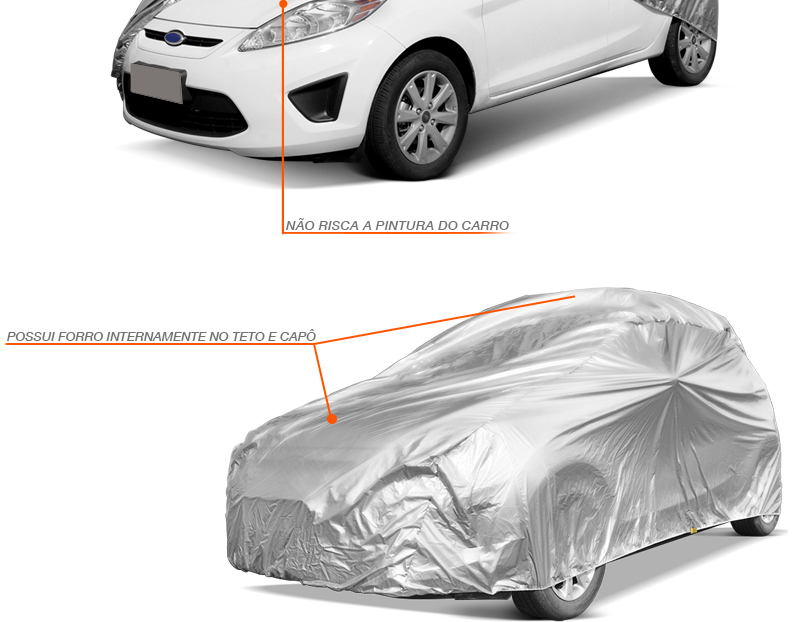 NÃO RISCA A PINTURA DO CARRO
POSSUI FORRO INTERNAMENTE NO TETO E CAPÔ